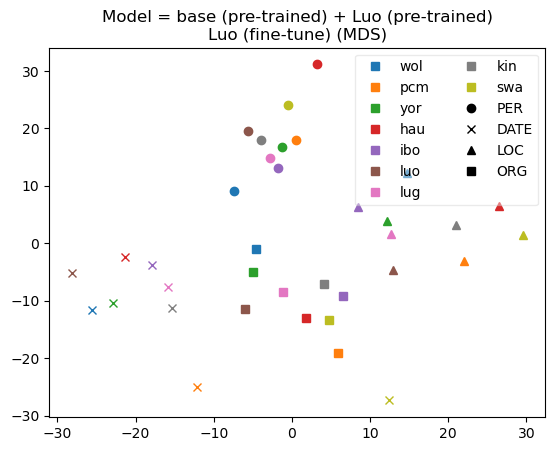 Model = base (pre-trained) + Luo (pre-trained)
Luo (fine-tune) (MDS)
wol
pcm
yor
hau
ibo
luo
lug
kin
swa
PER
DATE
LOC
ORG
30
20
10
0
−10
−20
−30
−30 −20 −10 0 10 20 30